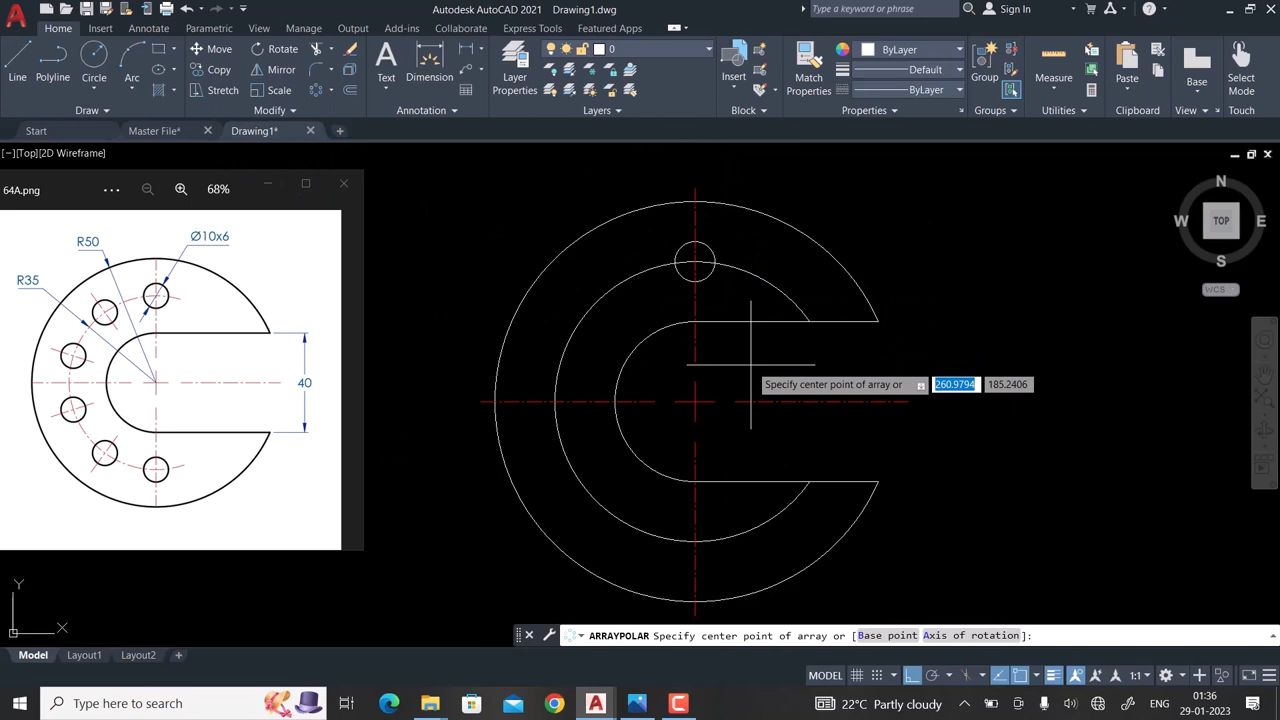 Autodesk AutoCAD 2021 Drawing1.dwg
Type a keyword or phrase
Sign In
Home Insert Annotate Parametric View Manage Output Add-ins Collaborate Express Tools Featured Apps
Line Polyline Circle Arc
Move Rotate
Copy Mirror
Stretch Scale
Text Dimension
Layer Properties
0
Insert
Match Properties
ByLayer
Default
ByLayer
Group
Measure
Paste
Base
Select Mode
Draw Modify Annotation Layers Block Properties Groups Utilities Clipboard View Touch
Start Master File* Drawing1*
[−][Top][2D Wireframe]
64A.png
68%
R50
Ø10x6
R35
40
N
W TOP E
S
WCS
Specify center point of array or 260.9794 185.2406
Y
X
ARRAYPOLAR Specify center point of array or [Base point Axis of rotation]:
Model Layout1 Layout2
MODEL
1:1
Type here to search
22°C Partly cloudy
ENG
01:36
29-01-2023